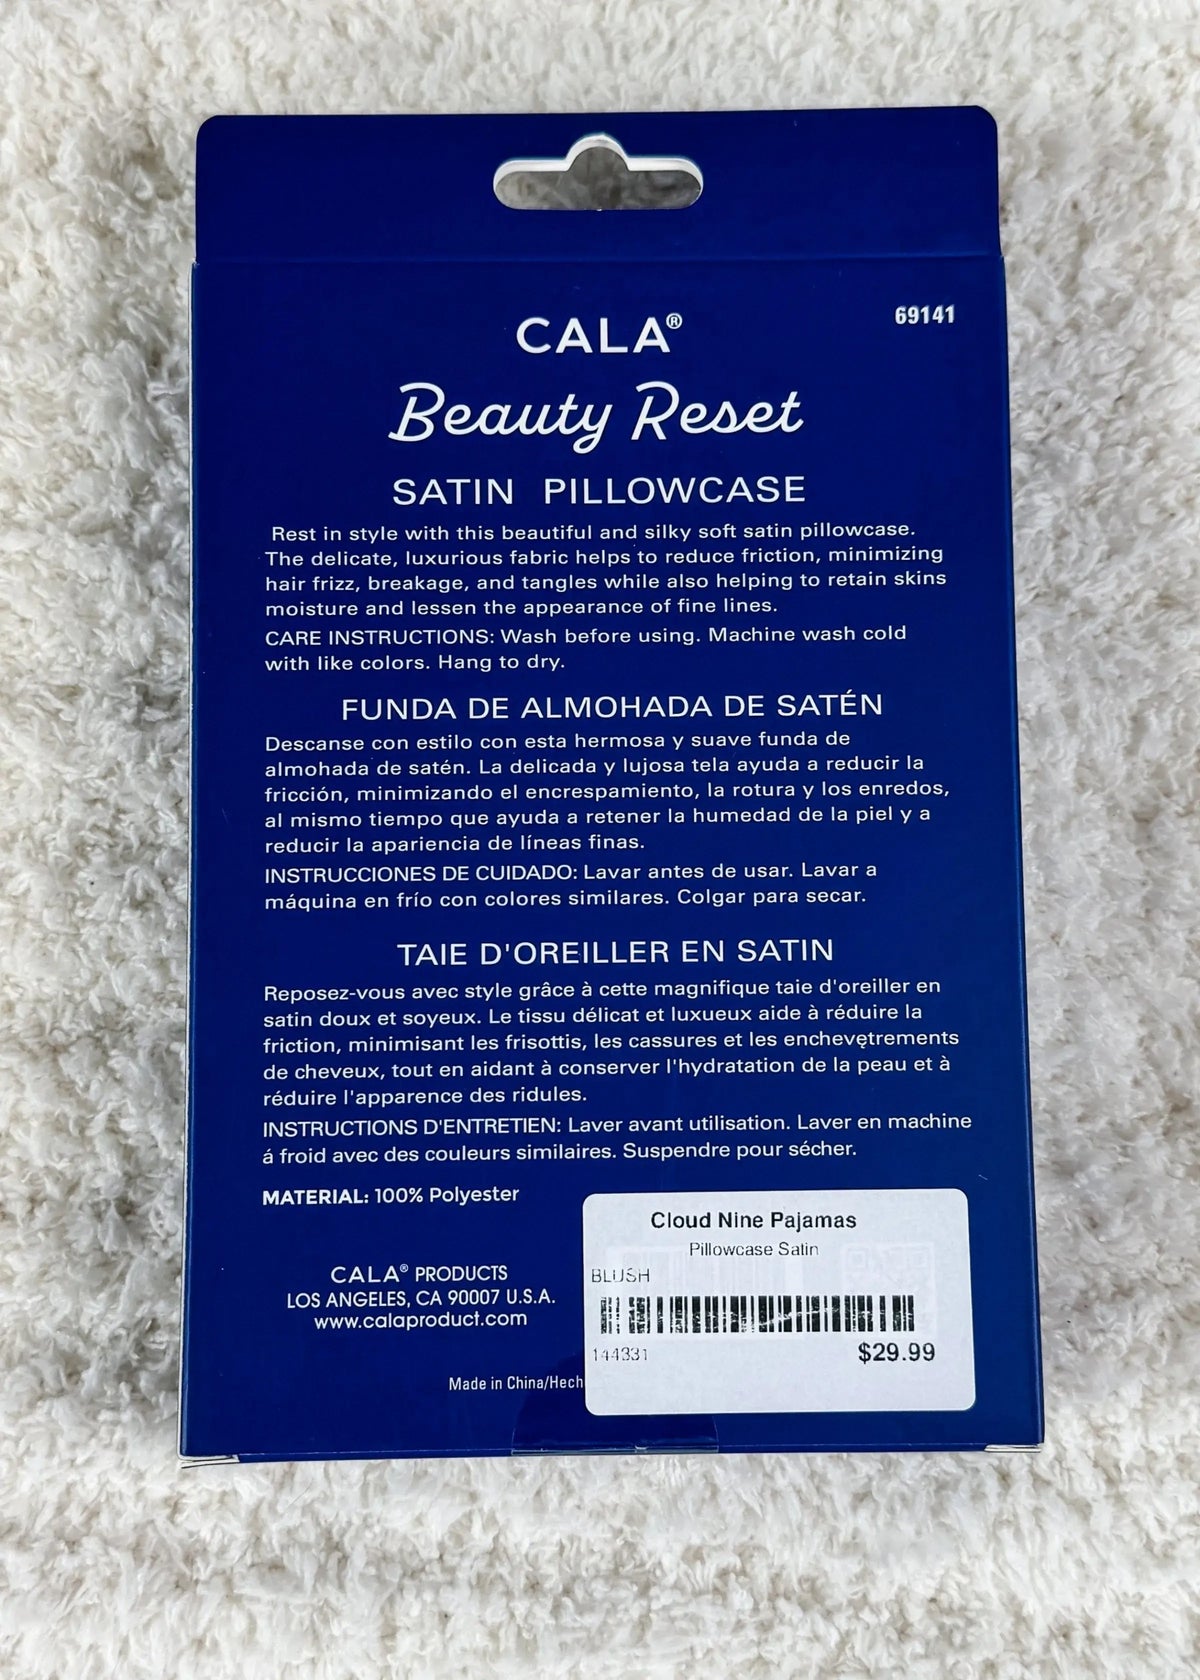 69141
CALA®
Beauty Reset
SATIN PILLOWCASE
Rest in style with this beautiful and silky soft satin pillowcase.
The delicate, luxurious fabric helps to reduce friction, minimizing
hair frizz, breakage, and tangles while also helping to retain skins
moisture and lessen the appearance of fine lines.
CARE INSTRUCTIONS: Wash before using. Machine wash cold
with like colors. Hang to dry.
FUNDA DE ALMOHADA DE SATÉN
Descanse con estilo con esta hermosa y suave funda de
almohada de satén. La delicada y lujosa tela ayuda a reducir la
fricción, minimizando el encrespamiento, la rotura y los enredos,
al mismo tiempo que ayuda a retener la humedad de la piel y a
reducir la apariencia de líneas finas.
INSTRUCCIONES DE CUIDADO: Lavar antes de usar. Lavar a
máquina en frío con colores similares. Colgar para secar.
TAIE D'OREILLER EN SATIN
Reposez-vous avec style grâce à cette magnifique taie d'oreiller en
satin doux et soyeux. Le tissu délicat et luxueux aide à réduire la
friction, minimisant les frisottis, les cassures et les enchevętrements
de cheveux, tout en aidant à conserver l'hydratation de la peau et à
réduire l'apparence des ridules.
INSTRUCTIONS D'ENTRETIEN: Laver avant utilisation. Laver en machine
á froid avec des couleurs similaires. Suspendre pour sécher.
MATERIAL: 100% Polyester
CALA® PRODUCTS
LOS ANGELES, CA 90007 U.S.A.
www.calaproduct.com
Made in China/Hech
Cloud Nine Pajamas
Pillowcase Satin
BLUSH
144331
$29.99